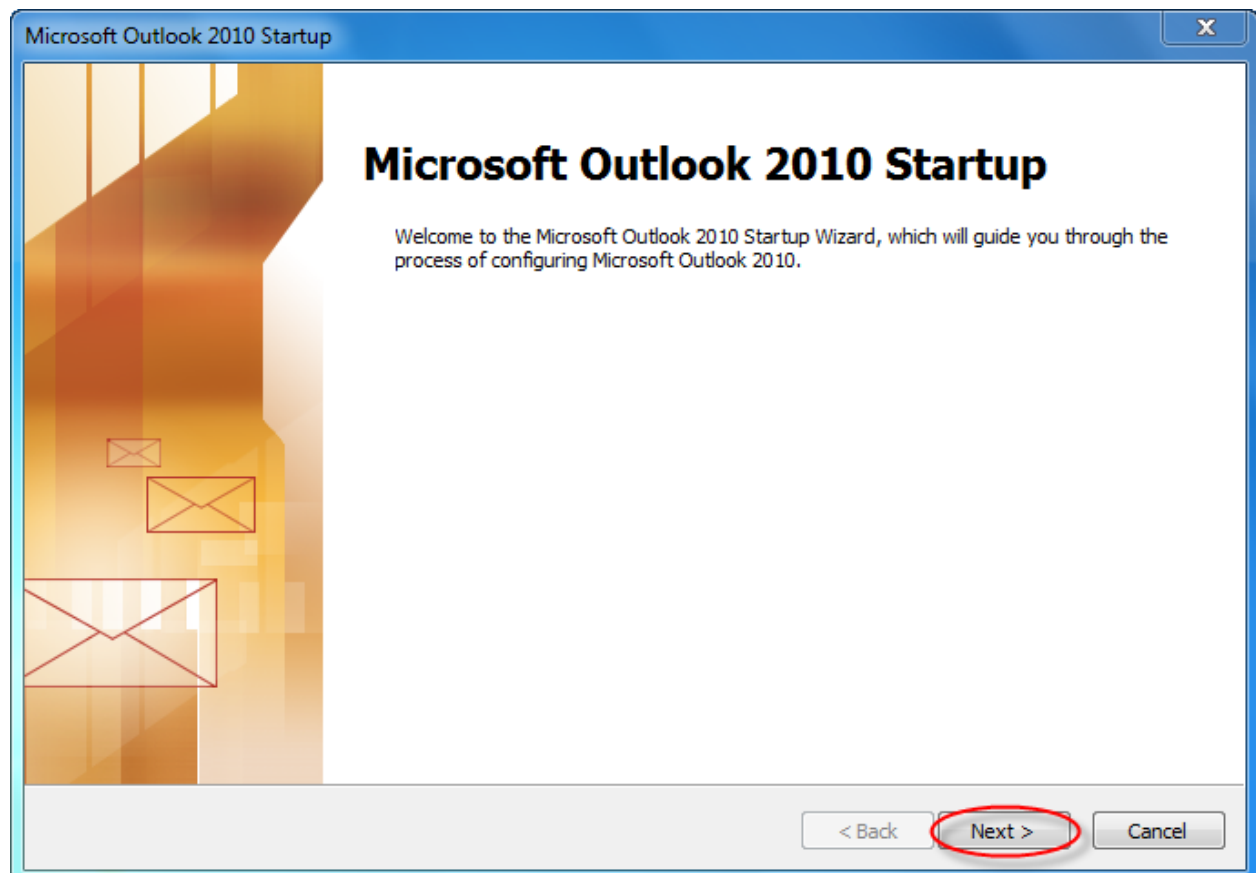 Microsoft Outlook 2010 Startup
X
Microsoft Outlook 2010 Startup
Welcome to the Microsoft Outlook 2010 Startup Wizard, which will guide you through the
process of configuring Microsoft Outlook 2010.
< Back Next > Cancel